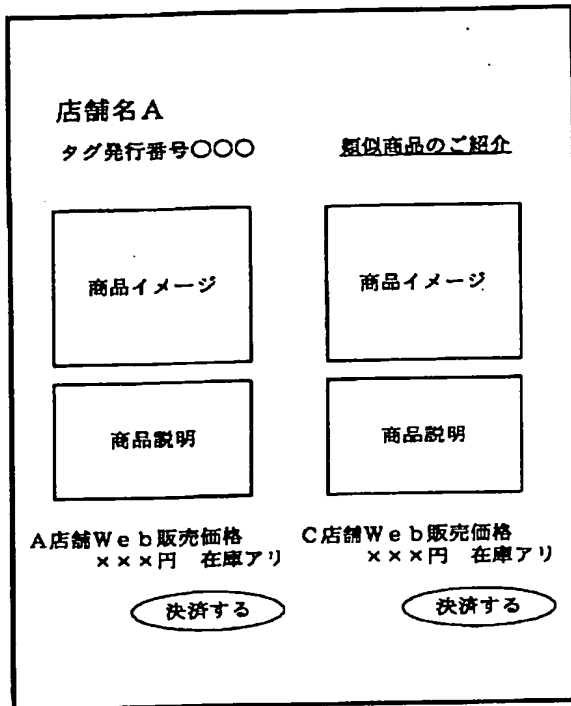 店舗名A
タグ発行番号○○○
類似商品のご紹介
商品イメージ
商品イメージ
商品説明
商品説明
A店舗Web販売価格
×××円 在庫アリ
C店舗Web販売価格
×××円 在庫アリ
決済する
決済する